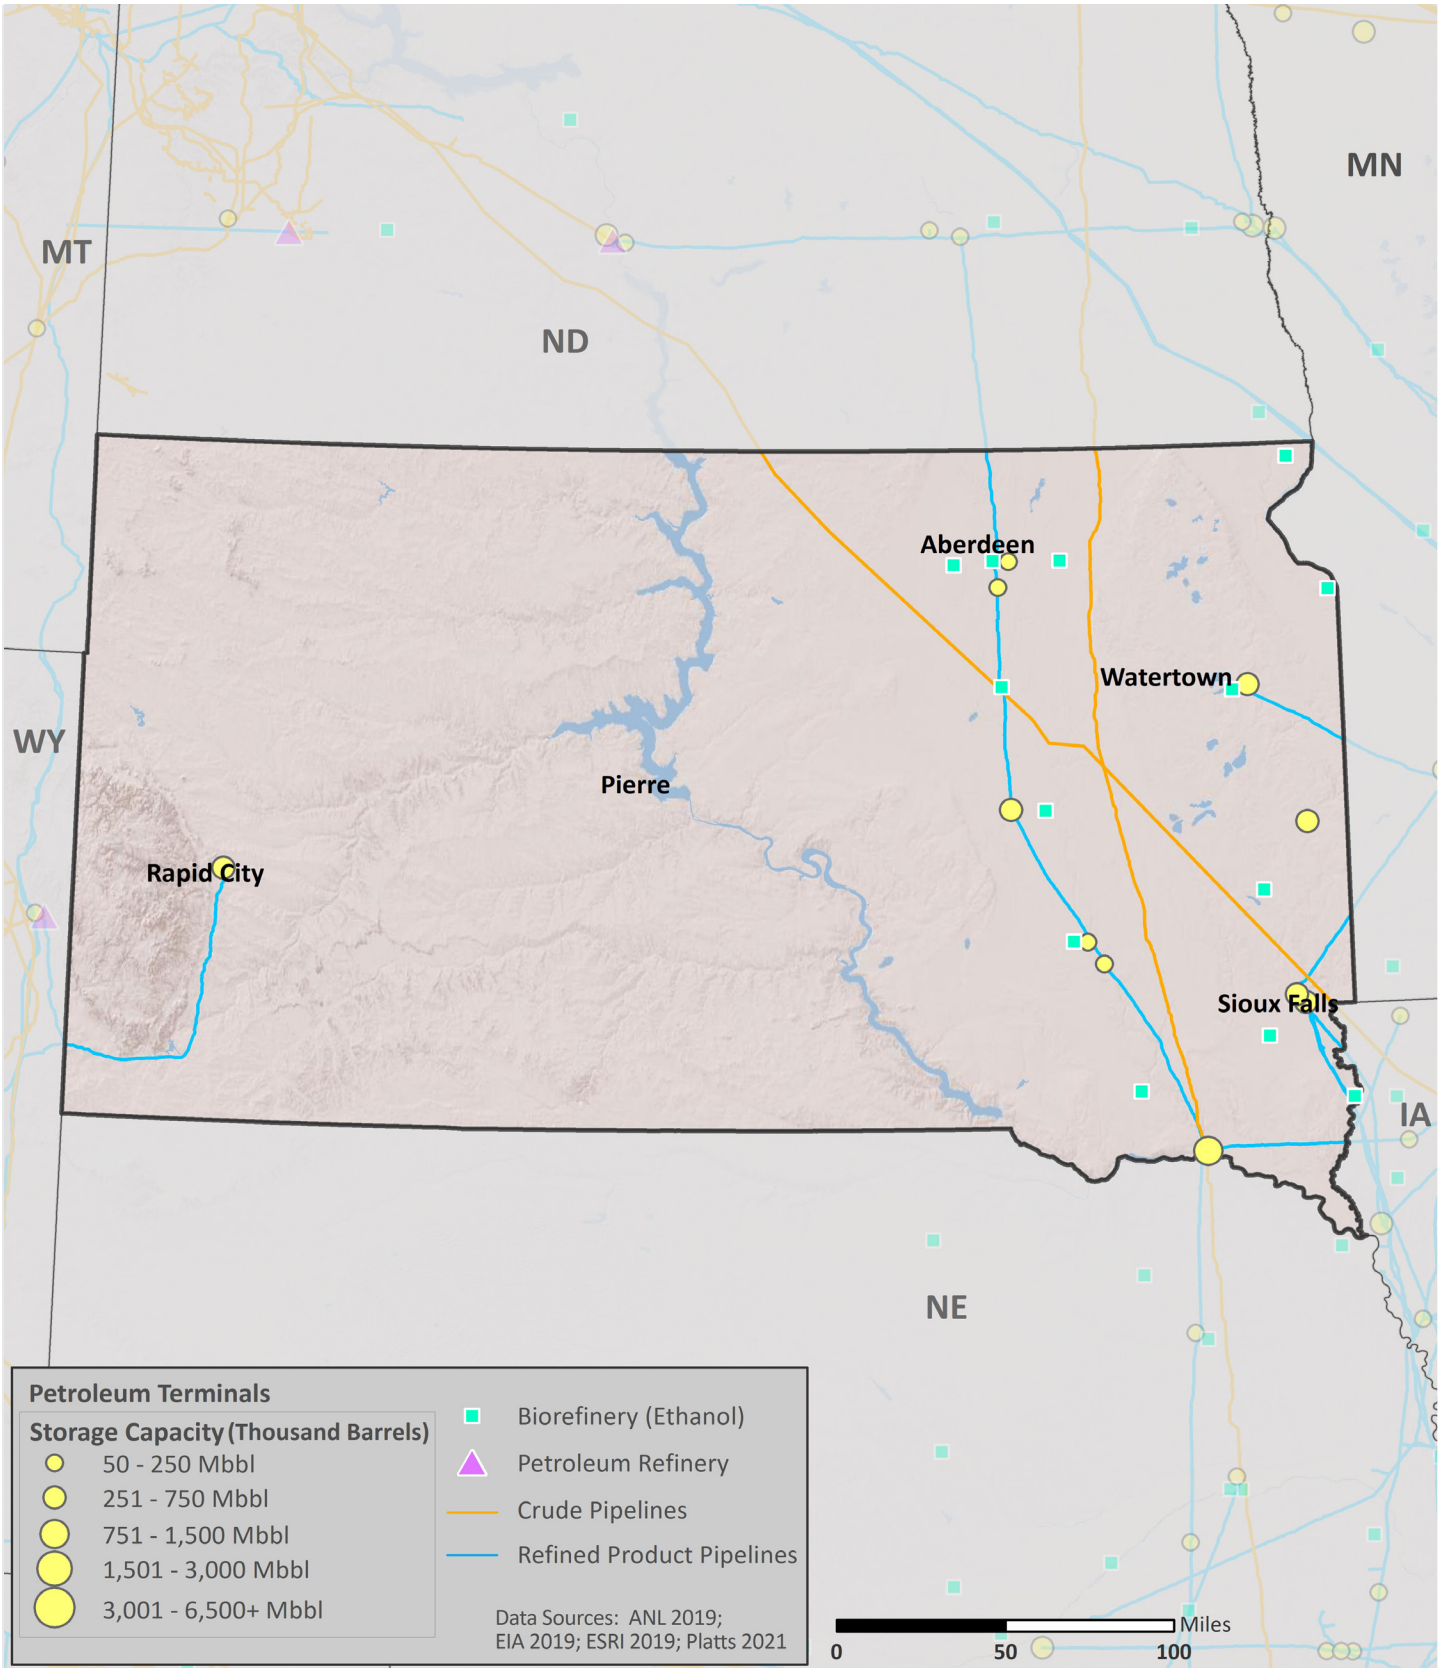 MN
MT
ND
Aberdeen
Watertown
WY
Pierre
Rapid City
Sioux Falls
IA
NE
Petroleum Terminals
Storage Capacity (Thousand Barrels)
50 - 250 Mbbl
251 - 750 Mbbl
751 - 1,500 Mbbl
1,501 - 3,000 Mbbl
3,001 - 6,500+ Mbbl
Biorefinery (Ethanol)
Petroleum Refinery
Crude Pipelines
Refined Product Pipelines
Data Sources: ANL 2019;
EIA 2019; ESRI 2019; Platts 2021
Miles
0 50 100